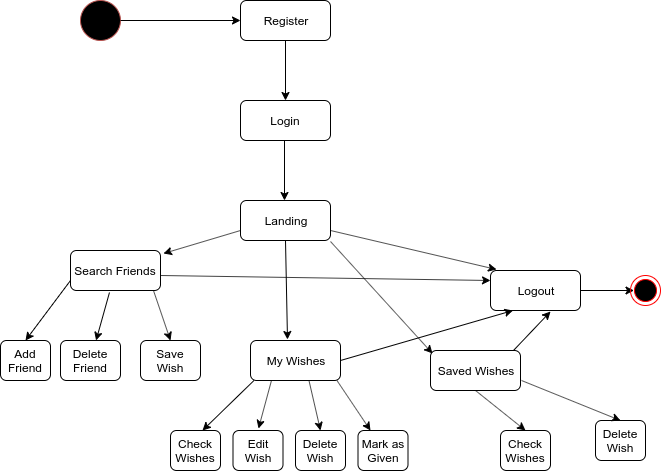 Register
Login
Landing
Search Friends
Logout
Add
Friend
Delete
Friend
Save
Wish
My Wishes
Saved Wishes
Check
Wishes
Edit
Wish
Delete
Wish
Mark as
Given
Check
Wishes
Delete
Wish